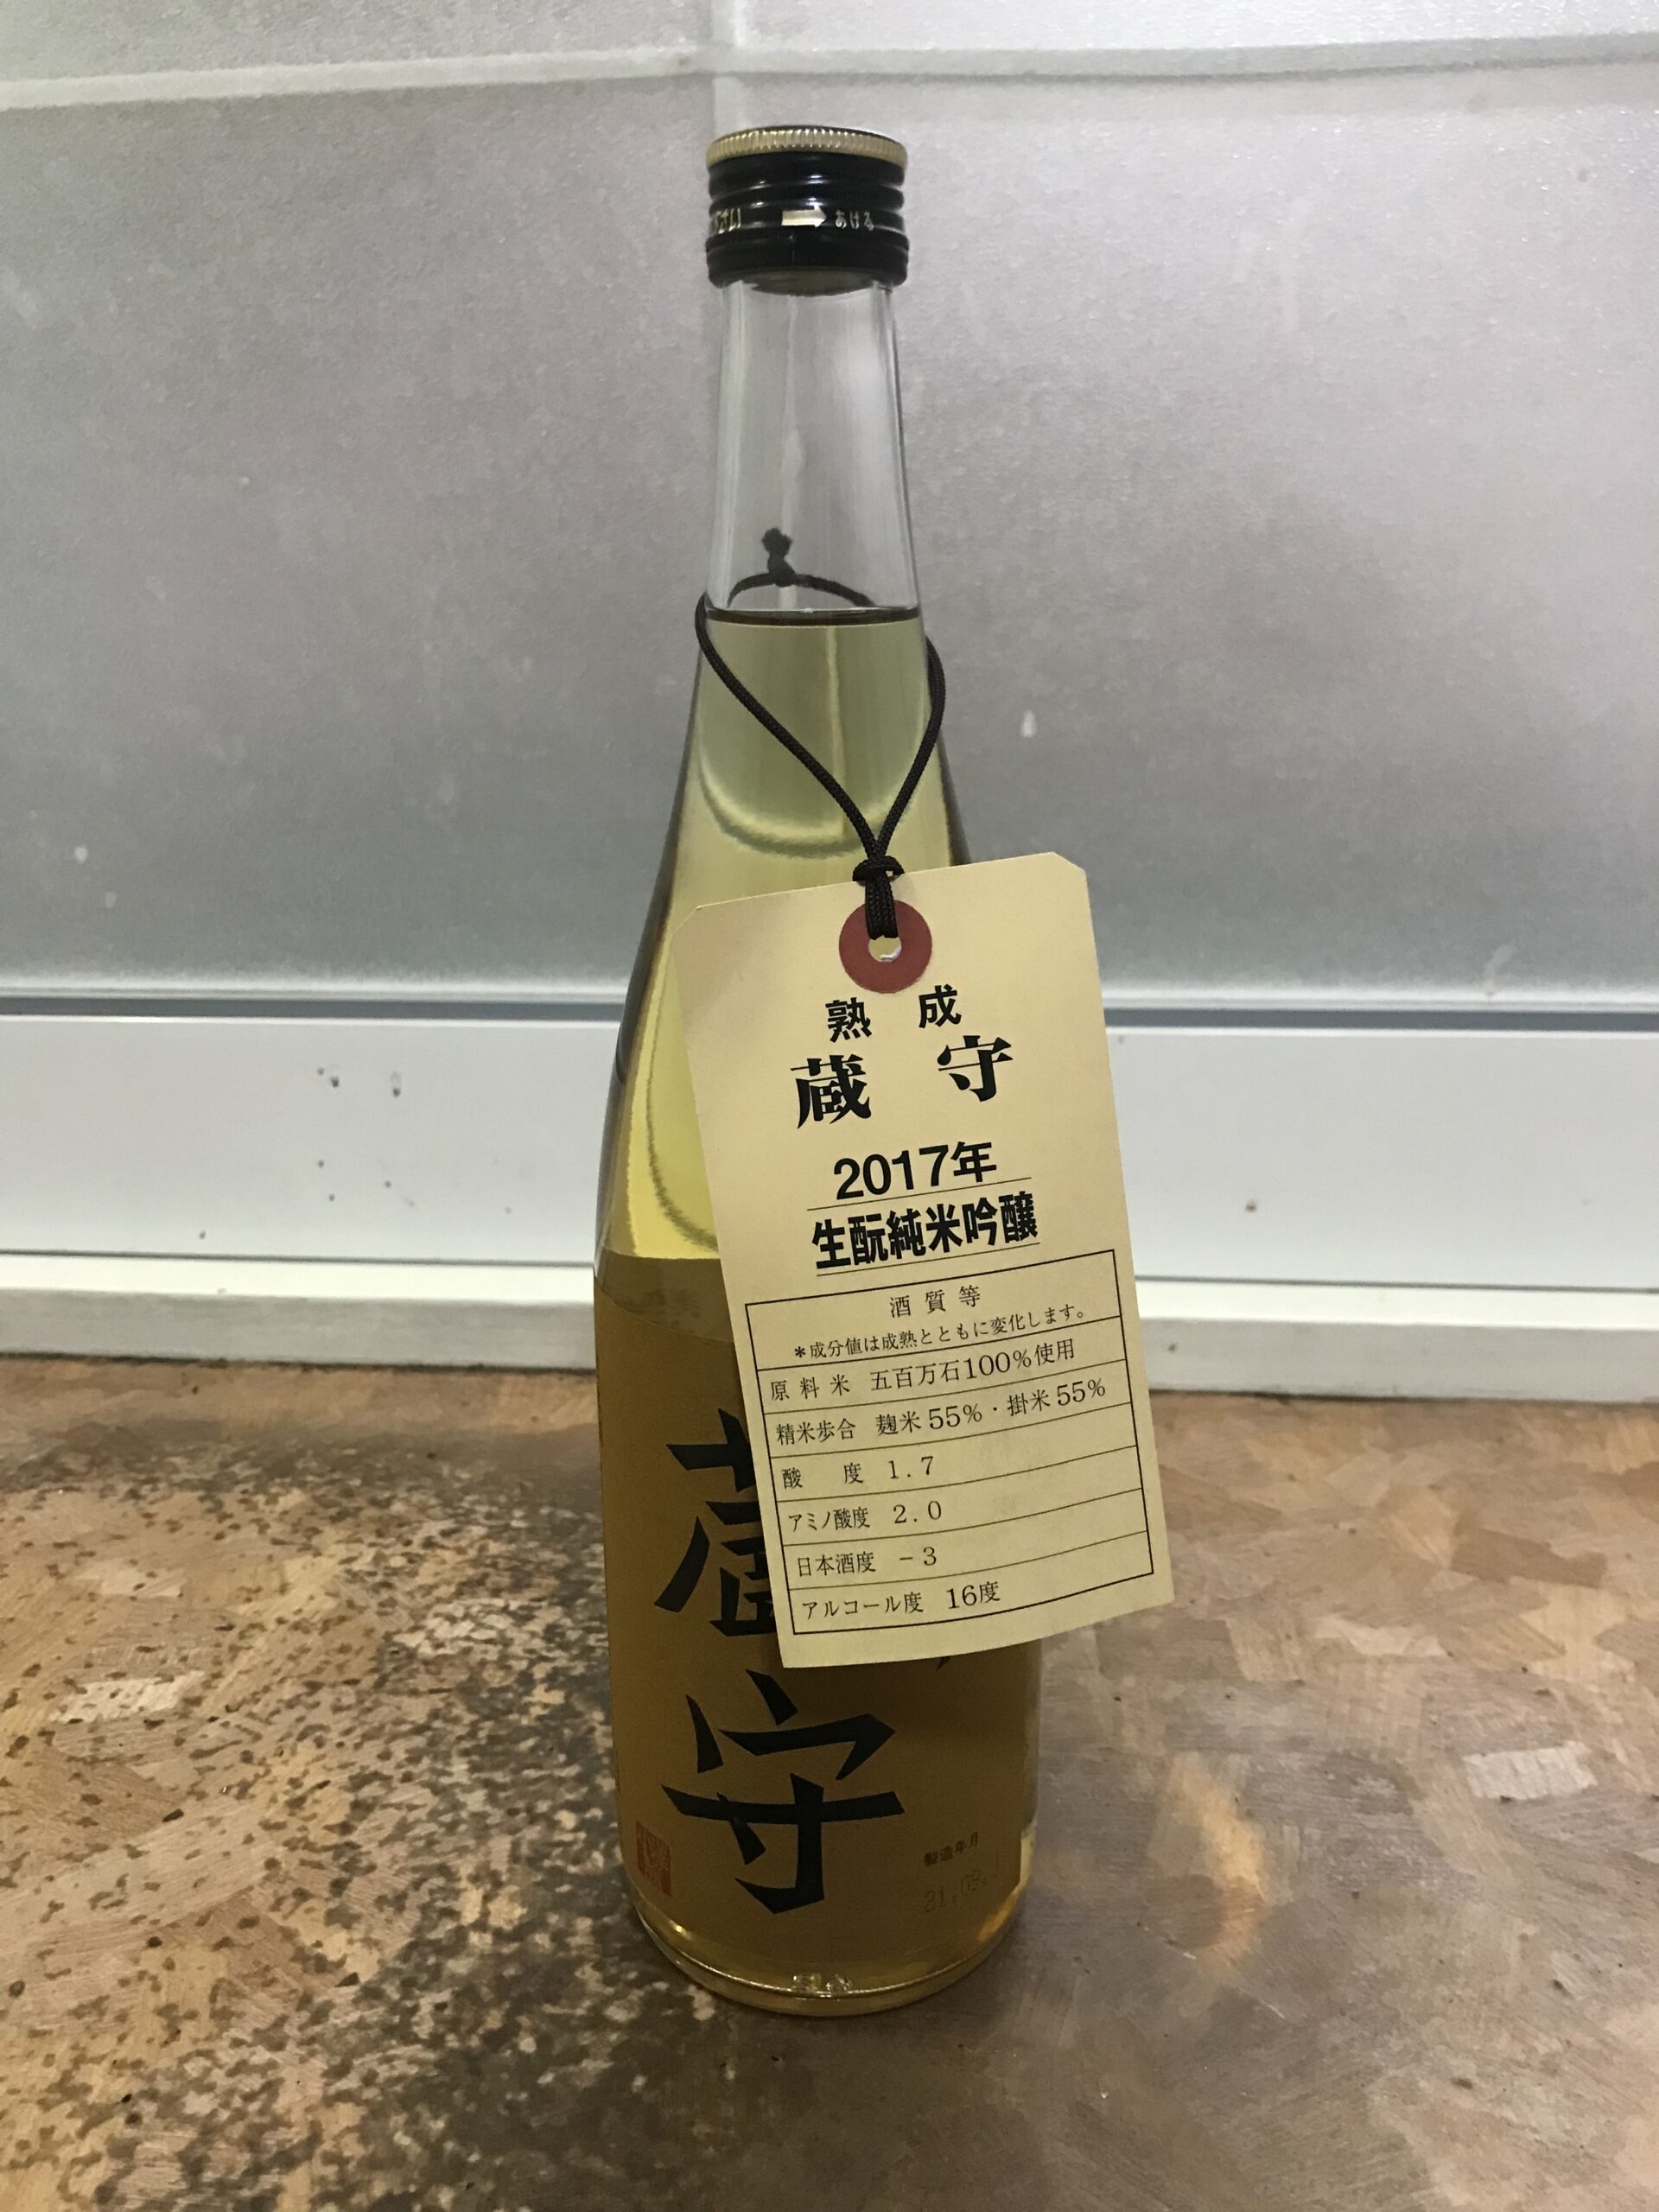 あける
熟成
蔵守
2017年
生酛純米吟醸
酒質等
*成分値は成熟とともに変化します。
原料米 五百万石100%使用
精米歩合 麹米55%・掛米55%
酸度 1.7
アミノ酸度 2.0
日本酒度 −3
アルコール度 16度
蔵
守
製造年月